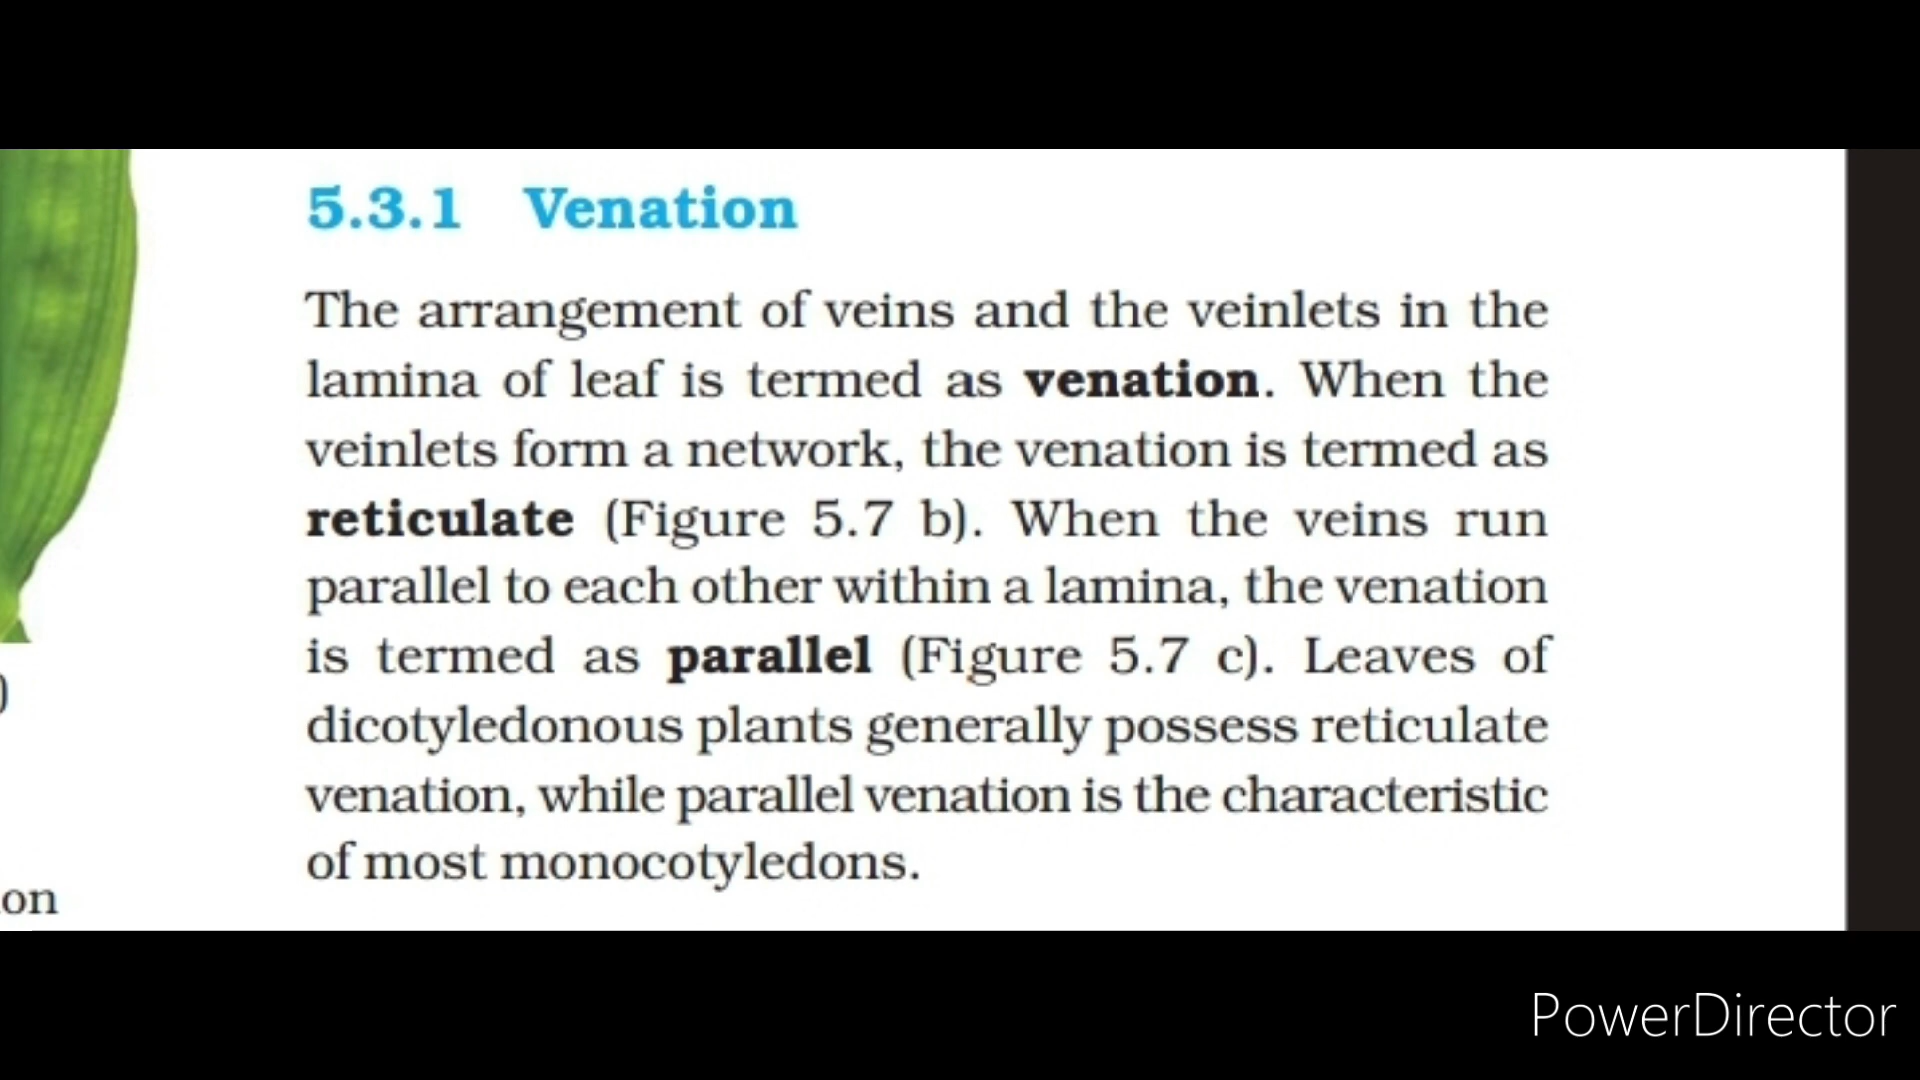 5.3.1 Venation
The arrangement of veins and the veinlets in the
lamina of leaf is termed as venation. When the
veinlets form a network, the venation is termed as
reticulate (Figure 5.7 b). When the veins run
parallel to each other within a lamina, the venation
is termed as parallel (Figure 5.7 c). Leaves of
dicotyledonous plants generally possess reticulate
venation, while parallel venation is the characteristic
of most monocotyledons.
)
on
PowerDirector